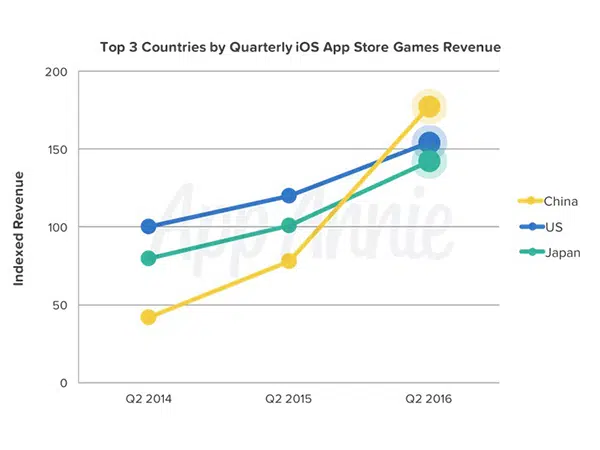 Top 3 Countries by Quarterly iOS App Store Games Revenue
200
150
100
50
0
Indexed Revenue
App Annie
China
US
Japan
Q2 2014
Q2 2015
Q2 2016